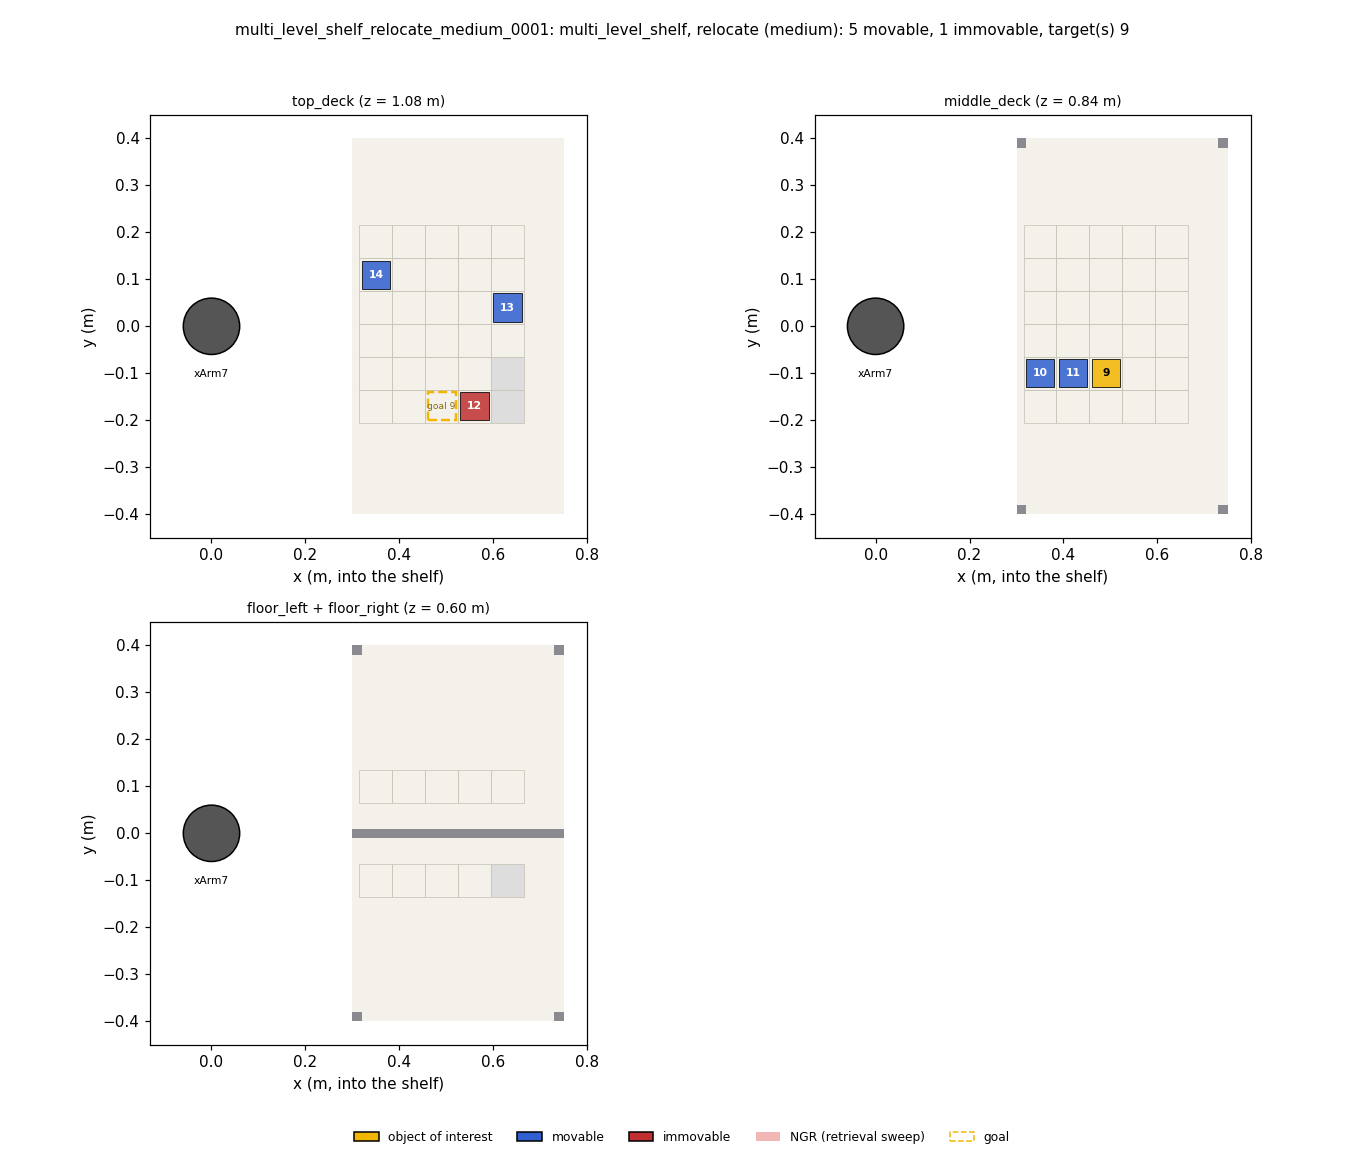 multi_level_shelf_relocate_medium_0001: multi_level_shelf, relocate (medium): 5 movable, 1 immovable, target(s) 9
top_deck (z = 1.08 m)
0.4
0.3
0.2
0.1
0.0
−0.1
−0.2
−0.3
−0.4
y (m)
14
13
xArm7
goal 9
12
0.0
0.2
0.4
0.6
0.8
x (m, into the shelf)
middle_deck (z = 0.84 m)
0.4
0.3
0.2
0.1
0.0
−0.1
−0.2
−0.3
−0.4
y (m)
xArm7
10
11
9
0.0
0.2
0.4
0.6
0.8
x (m, into the shelf)
floor_left + floor_right (z = 0.60 m)
0.4
0.3
0.2
0.1
0.0
−0.1
−0.2
−0.3
−0.4
y (m)
xArm7
0.0
0.2
0.4
0.6
0.8
x (m, into the shelf)
object of interest
movable
immovable
NGR (retrieval sweep)
goal